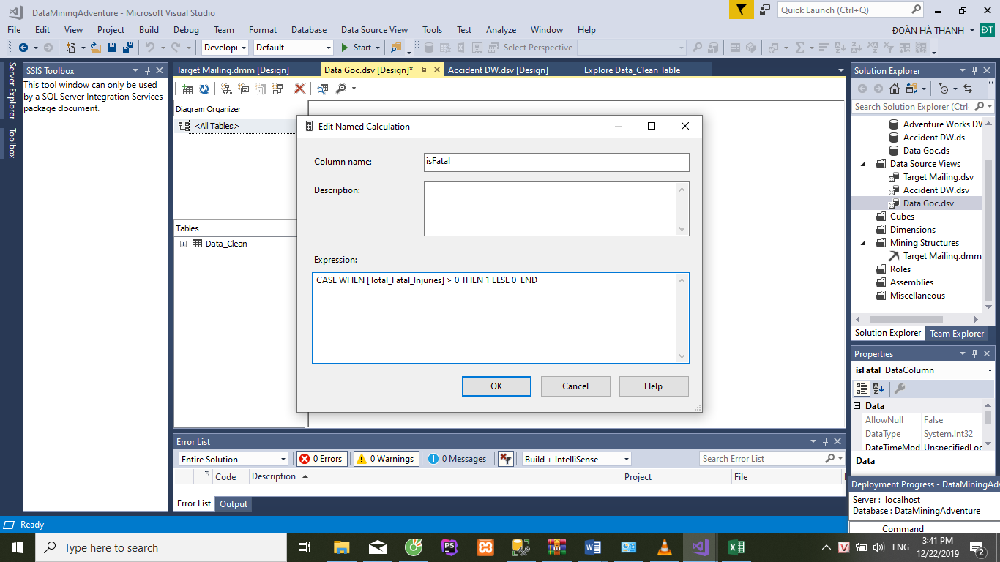 DataMiningAdventure - Microsoft Visual Studio
Quick Launch (Ctrl+Q)
File Edit View Project Build Debug Team Format Database Data Source View Tools Test Analyze Window Help
ĐOÀN HÀ THANH ĐT
Develop Default Start Select Perspective
Server Explorer
Toolbox
SSIS Toolbox
This tool window can only be used
by a SQL Server Integration Services
package document.
Target Mailing.dmm [Design] Data Goc.dsv [Design]* Accident DW.dsv [Design] Explore Data_Clean Table
Diagram Organizer
<All Tables>
Tables
Data_Clean
Edit Named Calculation
Column name: isFatal
Description:
Expression:
CASE WHEN [Total_Fatal_Injuries] > 0 THEN 1 ELSE 0 END
OK Cancel Help
Solution Explorer
Search Solution Explorer (Ctrl-
Adventure Works DW
Accident DW.ds
Data Goc.ds
Data Source Views
Target Mailing.dsv
Accident DW.dsv
Data Goc.dsv
Cubes
Dimensions
Mining Structures
Target Mailing.dmm
Roles
Assemblies
Miscellaneous
Solution Explorer Team Explorer
Properties
isFatal DataColumn
Data
AllowNull False
DataType System.Int32
DateTimeMod UnspecifiedLoc
Data
Error List
Entire Solution 0 Errors 0 Warnings 0 Messages Build + IntelliSense Search Error List
Code Description Project File
Error List Output
Deployment Progress - DataMiningAdv
Server : localhost
Database : DataMiningAdventure
Command
Ready
Type here to search
PS
ENG
3:41 PM
12/22/2019
2